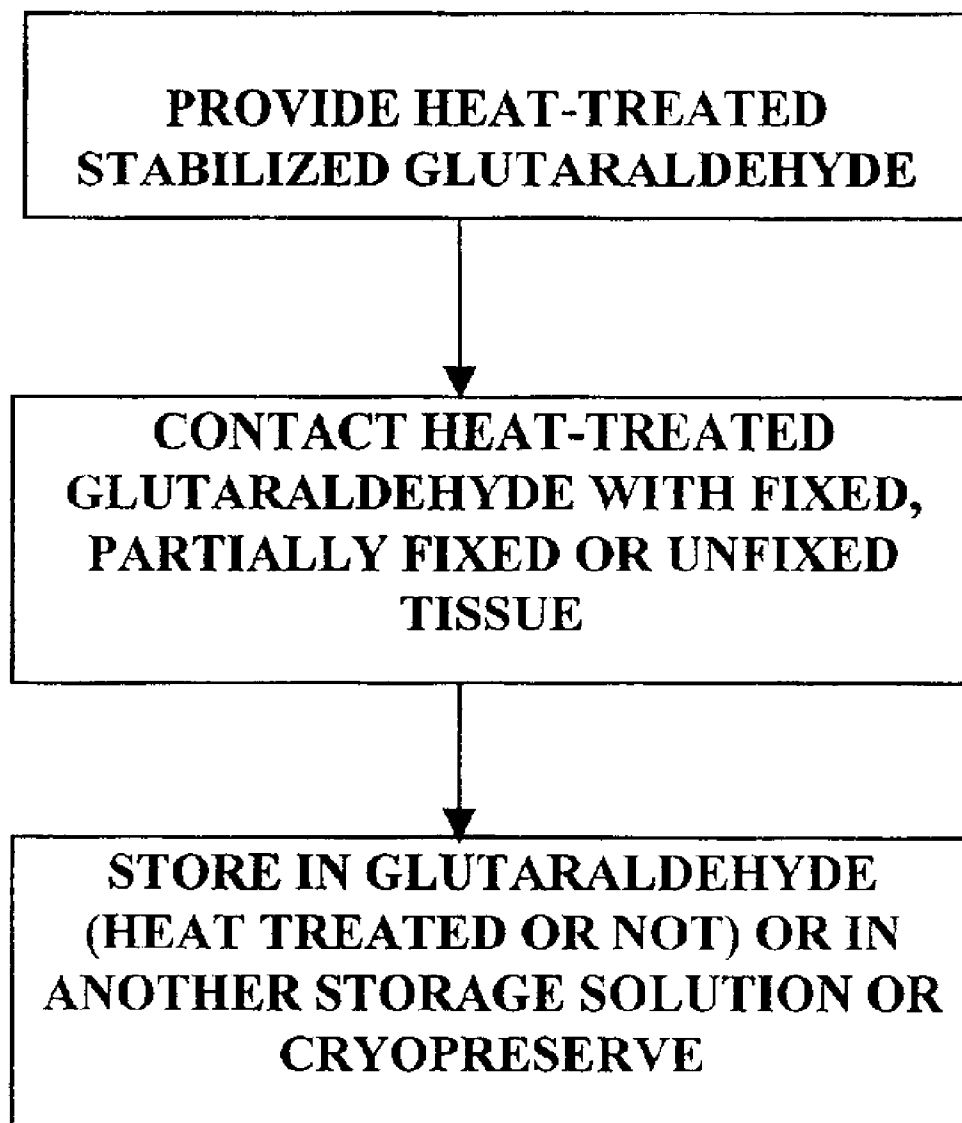 PROVIDE HEAT-TREATED
STABILIZED GLUTARALDEHYDE
CONTACT HEAT-TREATED
GLUTARALDEHYDE WITH FIXED,
PARTIALLY FIXED OR UNFIXED
TISSUE
STORE IN GLUTARALDEHYDE
(HEAT TREATED OR NOT) OR IN
ANOTHER STORAGE SOLUTION OR
CRYOPRESERVE